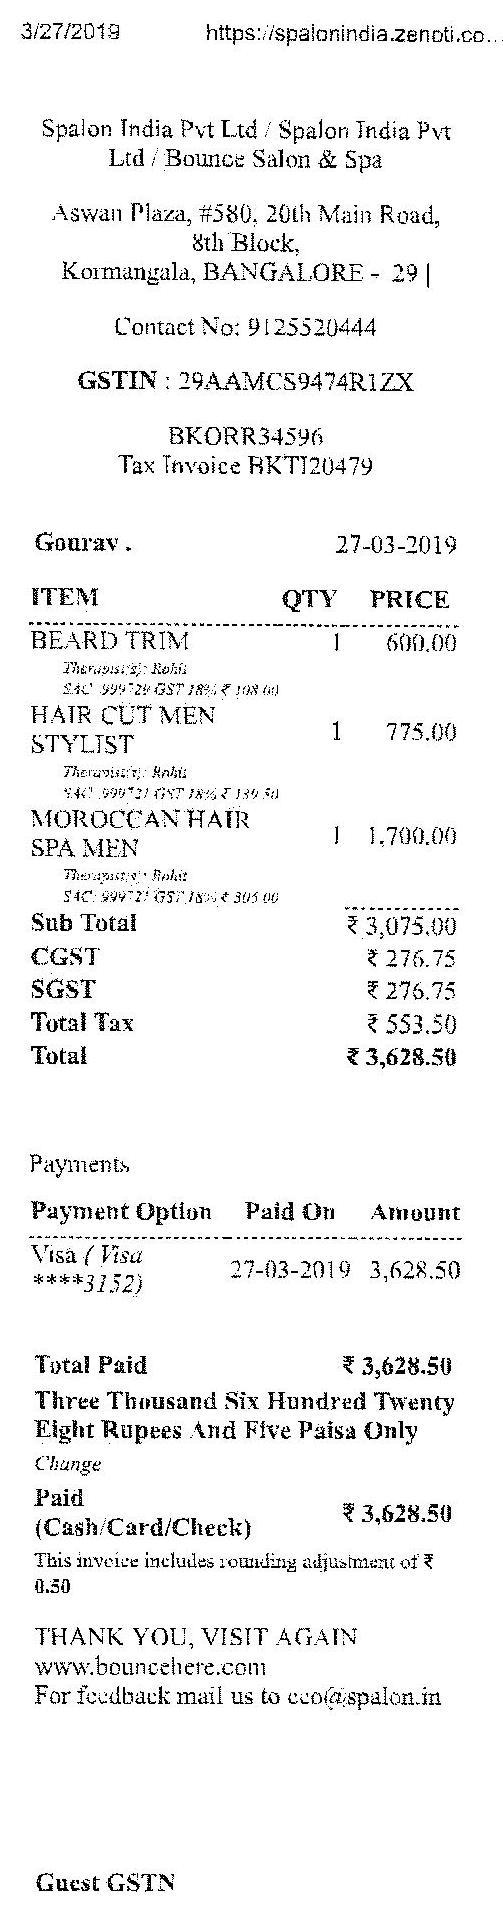 3/27/2019 https://spalonindia.zenoti.co...
Spalon India Pvt Ltd / Spalon India Pvt
Ltd / Bounce Salon & Spa
Aswan Plaza, #580, 20th Main Road,
8th Block,
Kormangala, BANGALORE - 29 |
Contact No: 9125520444
GSTIN : 29AAMCS9474R1ZX
BKORR34596
Tax Invoice BKTI20479
Gourav . 27-03-2019
ITEM QTY PRICE
BEARD TRIM 1 600.00
Therapist(s): Rohit
SAC: 999729 GST 18% ₹ 108.00
HAIR CUT MEN
STYLIST 1 775.00
Therapist(s): Rohit
SAC: 999721 GST 18% ₹ 139.50
MOROCCAN HAIR
SPA MEN 1 1,700.00
Therapist(s): Rohit
SAC: 999721 GST 18% ₹ 306.00
Sub Total ₹ 3,075.00
CGST ₹ 276.75
SGST ₹ 276.75
Total Tax ₹ 553.50
Total ₹ 3,628.50
Payments
Payment Option Paid On Amount
Visa ( Visa
****3152) 27-03-2019 3,628.50
Total Paid ₹ 3,628.50
Three Thousand Six Hundred Twenty
Eight Rupees And Five Paisa Only
Change
Paid
(Cash/Card/Check) ₹ 3,628.50
This invoice includes rounding adjustment of ₹
0.50
THANK YOU, VISIT AGAIN
www.bouncehere.com
For feedback mail us to ceo@spalon.in
Guest GSTN